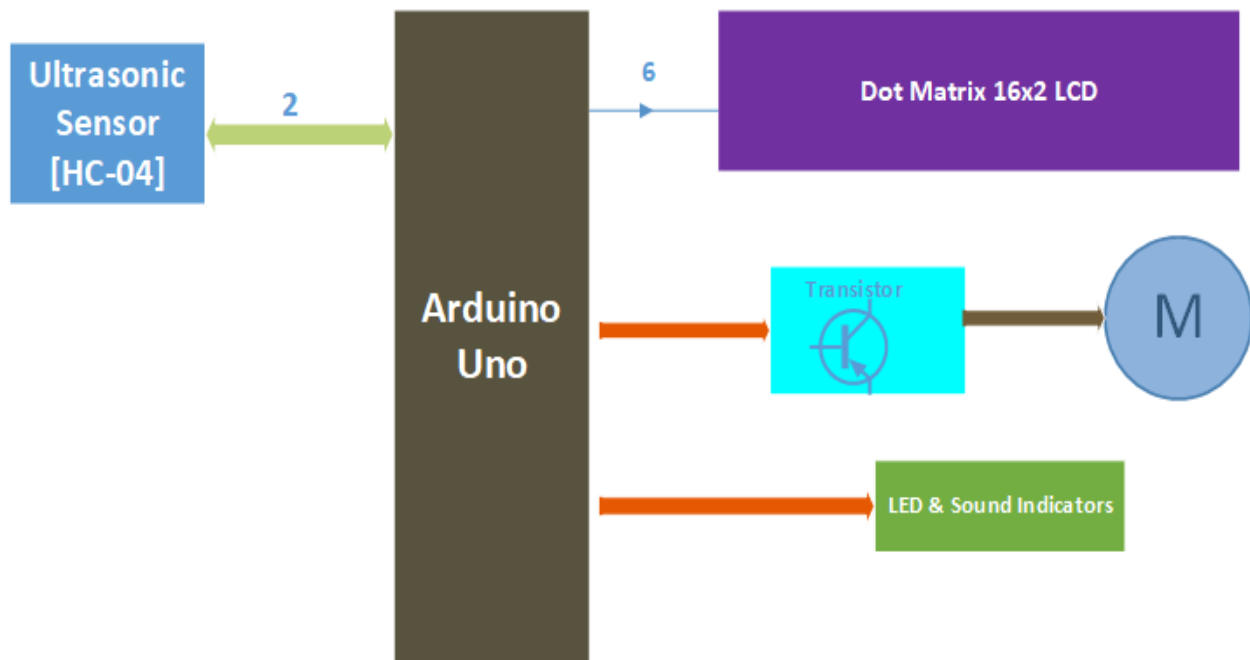 Ultrasonic
Sensor
[HC-04]
2
Arduino
Uno
6
Dot Matrix 16x2 LCD
Transistor
M
LED & Sound Indicators